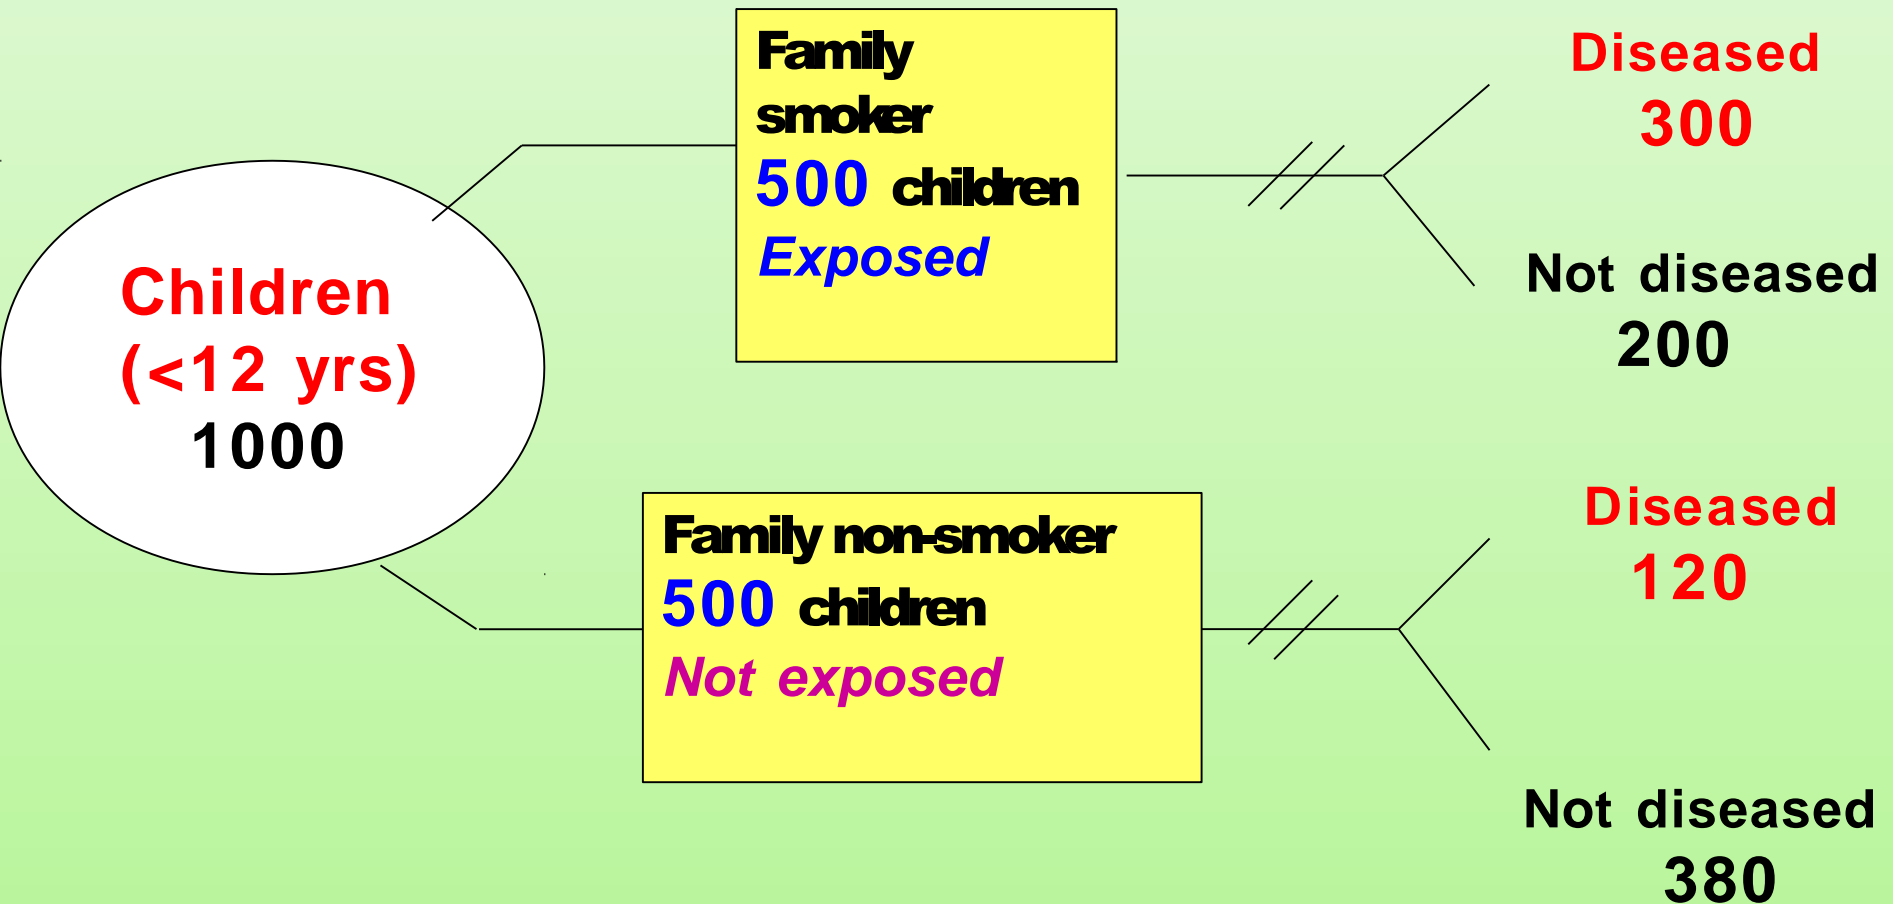 Children
(<12 yrs)
1000
Family
smoker
500 children
Exposed
Diseased
300
Not diseased
200
Family non-smoker
500 children
Not exposed
Diseased
120
Not diseased
380